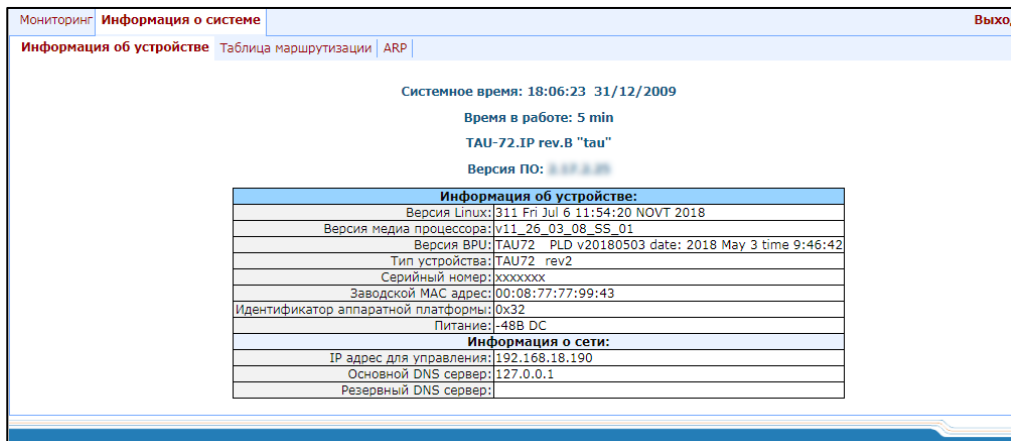 Мониторинг Информация о системе Выход
Информация об устройстве Таблица маршрутизации ARP
Системное время: 18:06:23 31/12/2009
Время в работе: 5 min
TAU-72.IP rev.B "tau"
Версия ПО:
Информация об устройстве:
Версия Linux: 311 Fri Jul 6 11:54:20 NOVT 2018
Версия медиа процессора: v11_26_03_08_SS_01
Версия BPU: TAU72 PLD v20180503 date: 2018 May 3 time 9:46:42
Тип устройства: TAU72 rev2
Серийный номер: xxxxxxx
Заводской MAC адрес: 00:08:77:77:99:43
Идентификатор аппаратной платформы: 0x32
Питание: -48В DC
Информация о сети:
IP адрес для управления: 192.168.18.190
Основной DNS сервер: 127.0.0.1
Резервный DNS сервер: